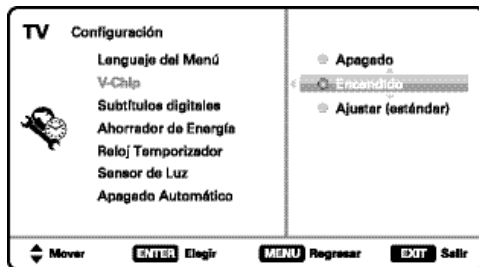 TV Configuración
Lenguaje del Menú
V-Chip
Subtítulos digitales
Ahorrador de Energía
Reloj Temporizador
Sensor de Luz
Apagado Automático
Apagado
Encendido
Ajustar (estándar)
Mover ENTER Elegir MENU Regresar EXIT Salir